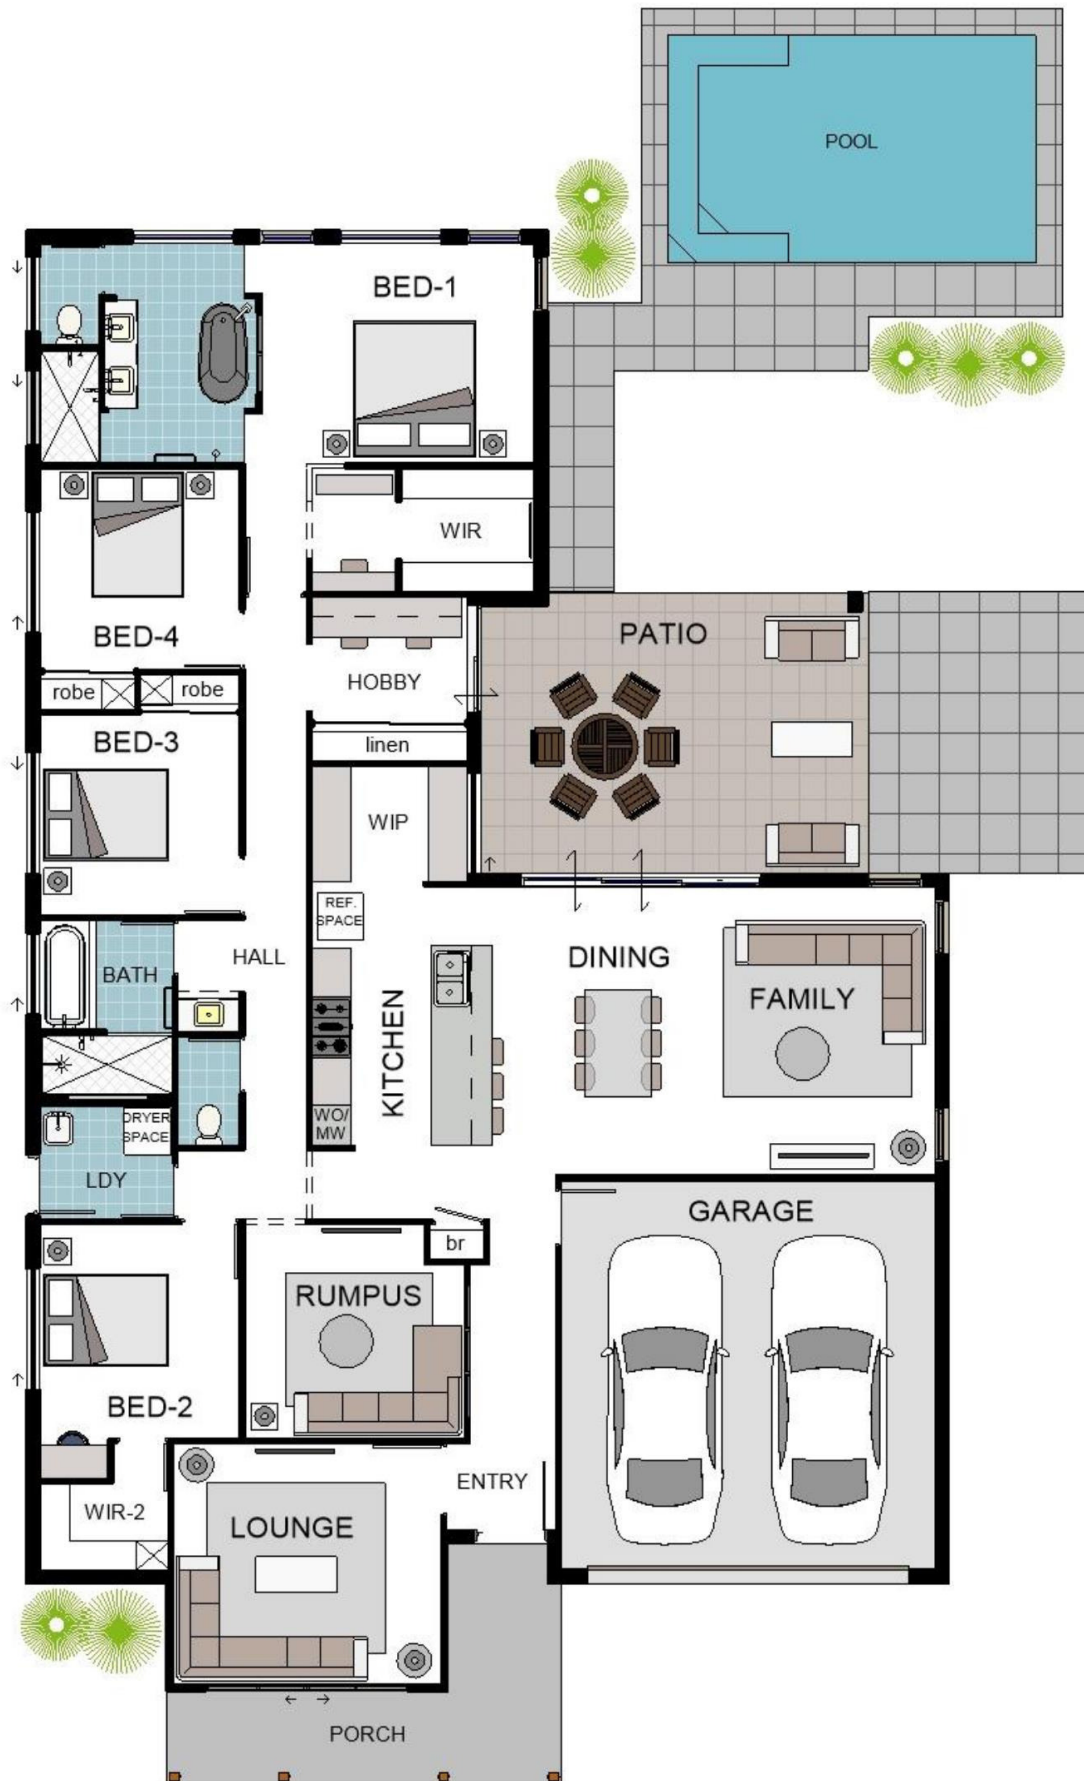 POOL
BED-1
WIR
BED-4
PATIO
robe
robe
HOBBY
BED-3
linen
WIP
REF.
SPACE
HALL
DINING
BATH
FAMILY
KITCHEN
DRYER
SPACE
WO/
MW
LDY
GARAGE
br
RUMPUS
BED-2
ENTRY
WIR-2
LOUNGE
PORCH